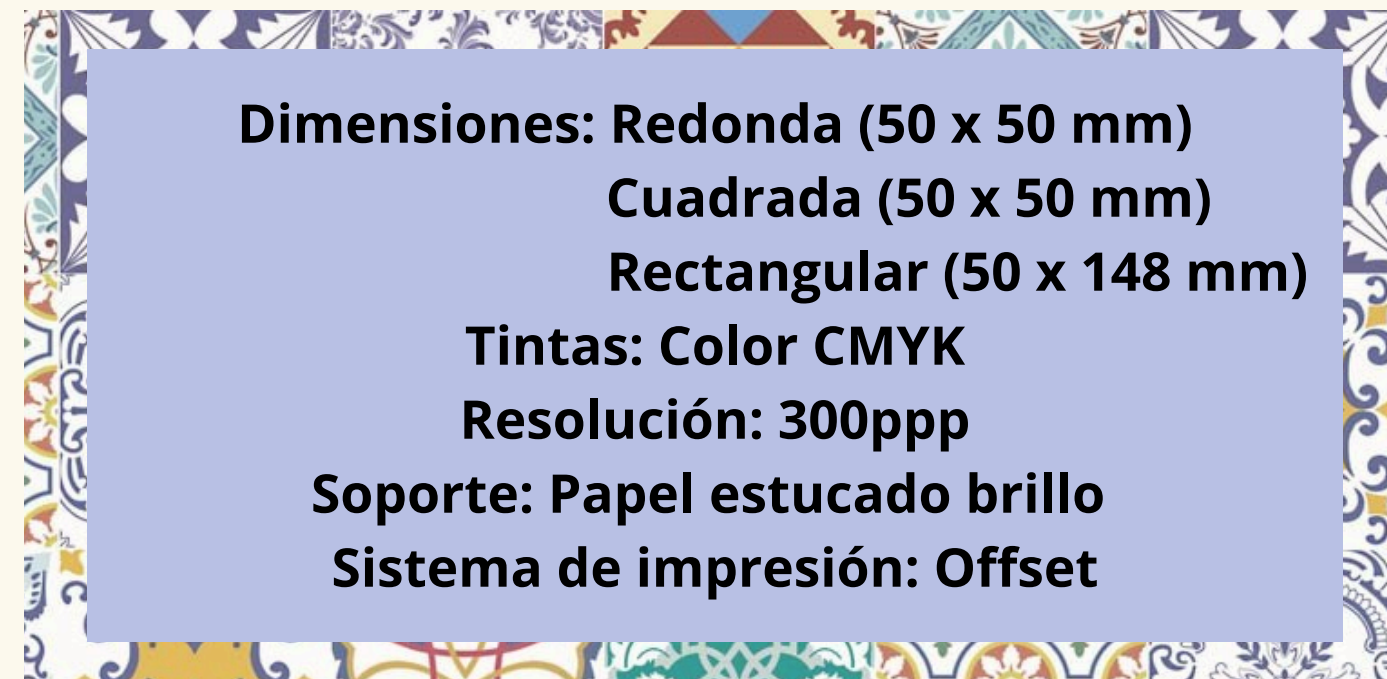 Dimensiones: Redonda (50 x 50 mm)
Cuadrada (50 x 50 mm)
Rectangular (50 x 148 mm)
Tintas: Color CMYK
Resolución: 300ppp
Soporte: Papel estucado brillo
Sistema de impresión: Offset